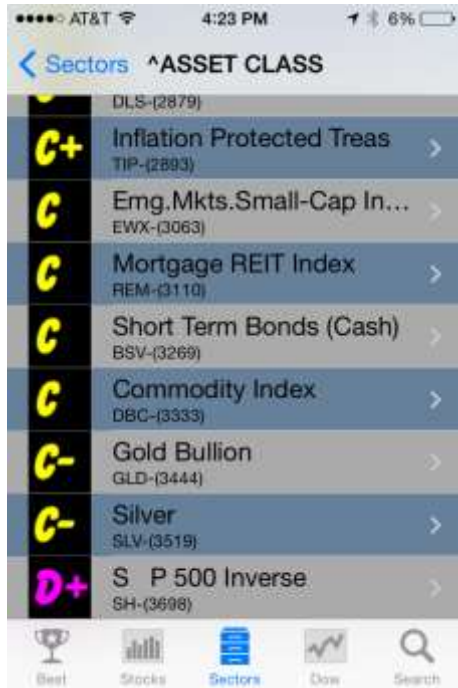 AT&T 4:23 PM 6%
Sectors ^ASSET CLASS
DLS-(2879)
C+ Inflation Protected Treas
TIP-(2893)
C Emg.Mkts.Small-Cap In...
EWX-(3063)
C Mortgage REIT Index
REM-(3110)
C Short Term Bonds (Cash)
BSV-(3269)
C Commodity Index
DBC-(3333)
C- Gold Bullion
GLD-(3444)
C- Silver
SLV-(3519)
D+ S P 500 Inverse
SH-(3698)
Best Stocks Sectors Dow Search